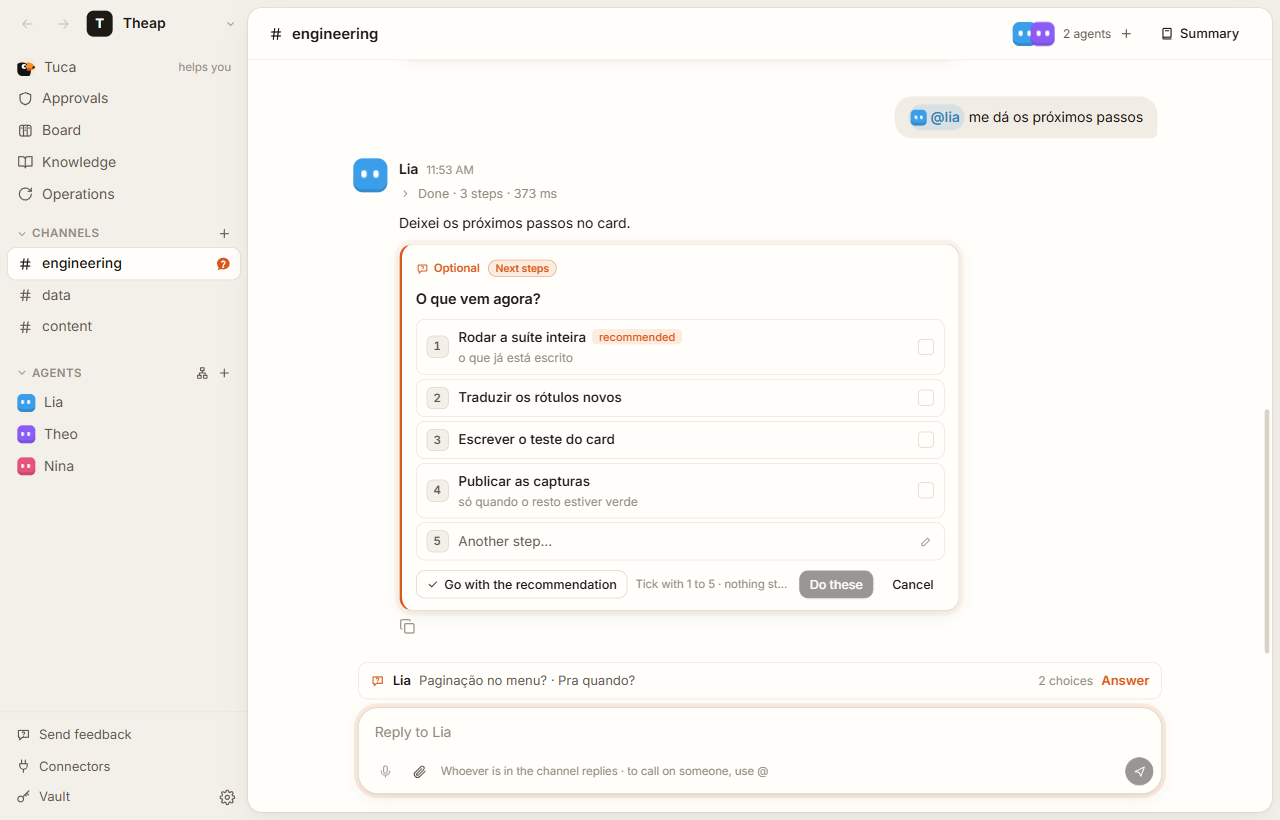 T Theap
Tuca helps you
Approvals
Board
Knowledge
Operations
CHANNELS
# engineering
# data
# content
AGENTS
Lia
Theo
Nina
Send feedback
Connectors
Vault
# engineering
2 agents
Summary
@lia me dá os próximos passos
Lia 11:53 AM
Done · 3 steps · 373 ms
Deixei os próximos passos no card.
Optional Next steps
O que vem agora?
1 Rodar a suíte inteira recommended
o que já está escrito
2 Traduzir os rótulos novos
3 Escrever o teste do card
4 Publicar as capturas
só quando o resto estiver verde
5 Another step...
Go with the recommendation Tick with 1 to 5 · nothing st... Do these Cancel
Lia Paginação no menu? · Pra quando? 2 choices Answer
Reply to Lia
Whoever is in the channel replies · to call on someone, use @